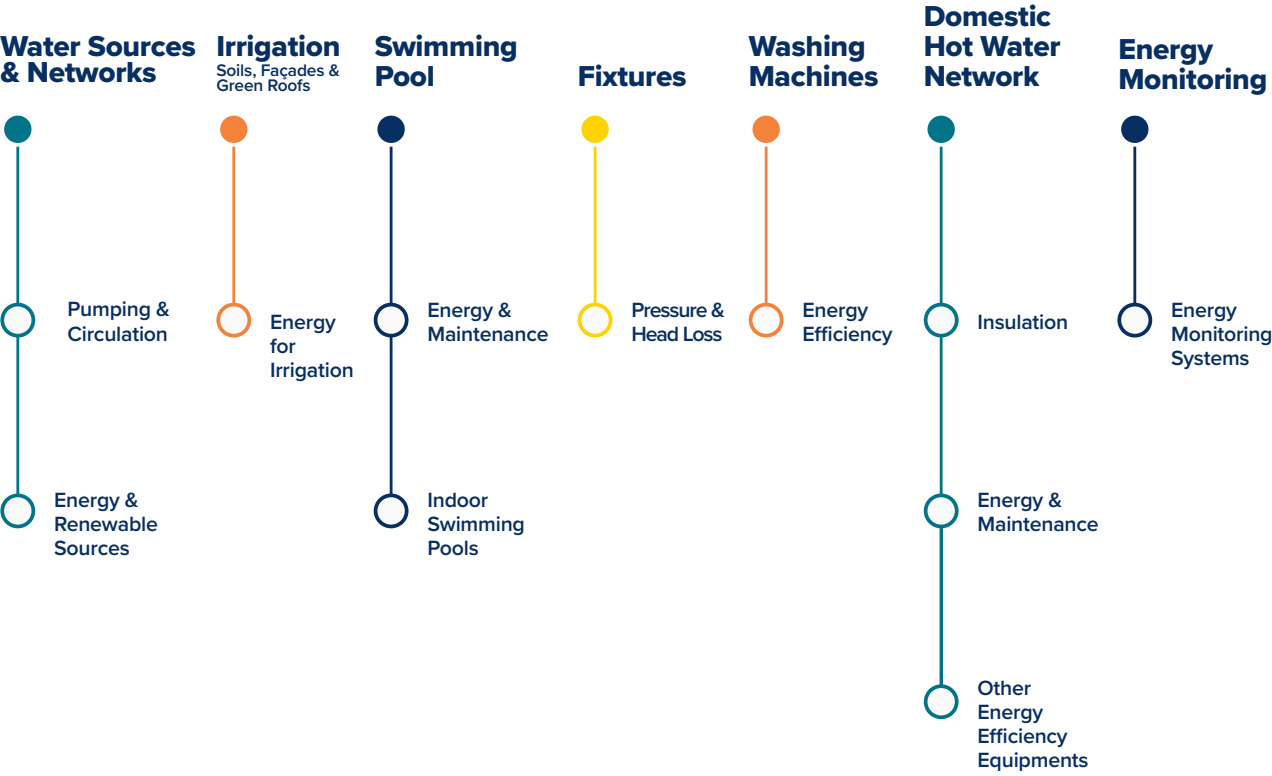 Water Sources
& Networks
Irrigation
Soils, Façades &
Green Roofs
Swimming
Pool
Fixtures
Washing
Machines
Domestic
Hot Water
Network
Energy
Monitoring
Pumping &
Circulation
Energy
for
Irrigation
Energy &
Maintenance
Pressure &
Head Loss
Energy
Efficiency
Insulation
Energy
Monitoring
Systems
Energy &
Renewable
Sources
Indoor
Swimming
Pools
Energy &
Maintenance
Other
Energy
Efficiency
Equipments